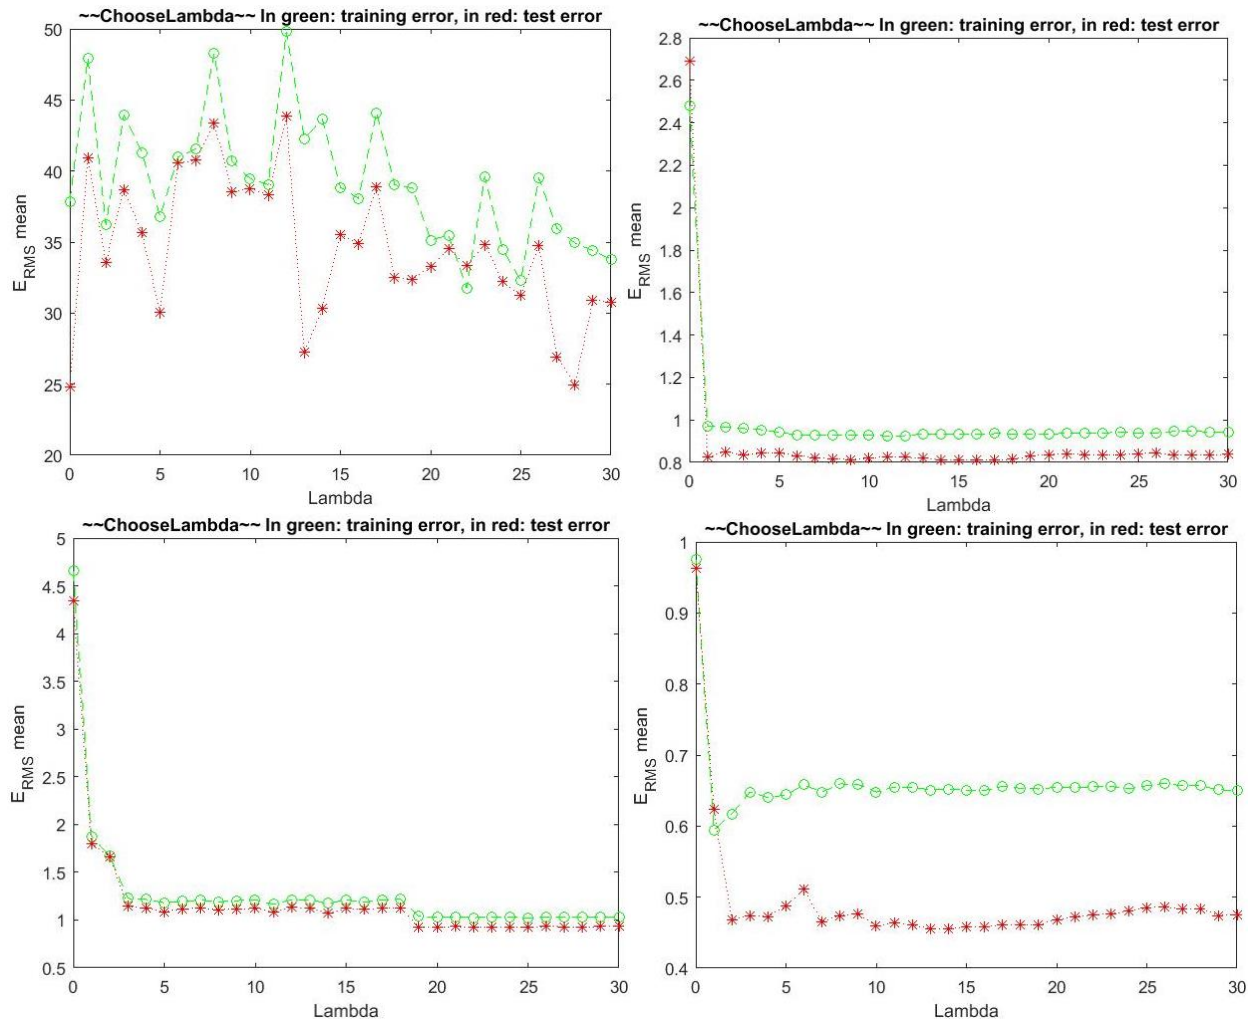 ~~ChooseLambda~~ In green: training error, in red: test error
50
45
40
35
30
25
20
E_RMS mean
0 5 10 15 20 25 30
Lambda
~~ChooseLambda~~ In green: training error, in red: test error
2.8
2.6
2.4
2.2
2
1.8
1.6
1.4
1.2
1
0.8
E_RMS mean
0 5 10 15 20 25 30
Lambda
~~ChooseLambda~~ In green: training error, in red: test error
5
4.5
4
3.5
3
2.5
2
1.5
1
0.5
E_RMS mean
0 5 10 15 20 25 30
Lambda
~~ChooseLambda~~ In green: training error, in red: test error
1
0.9
0.8
0.7
0.6
0.5
0.4
E_RMS mean
0 5 10 15 20 25 30
Lambda